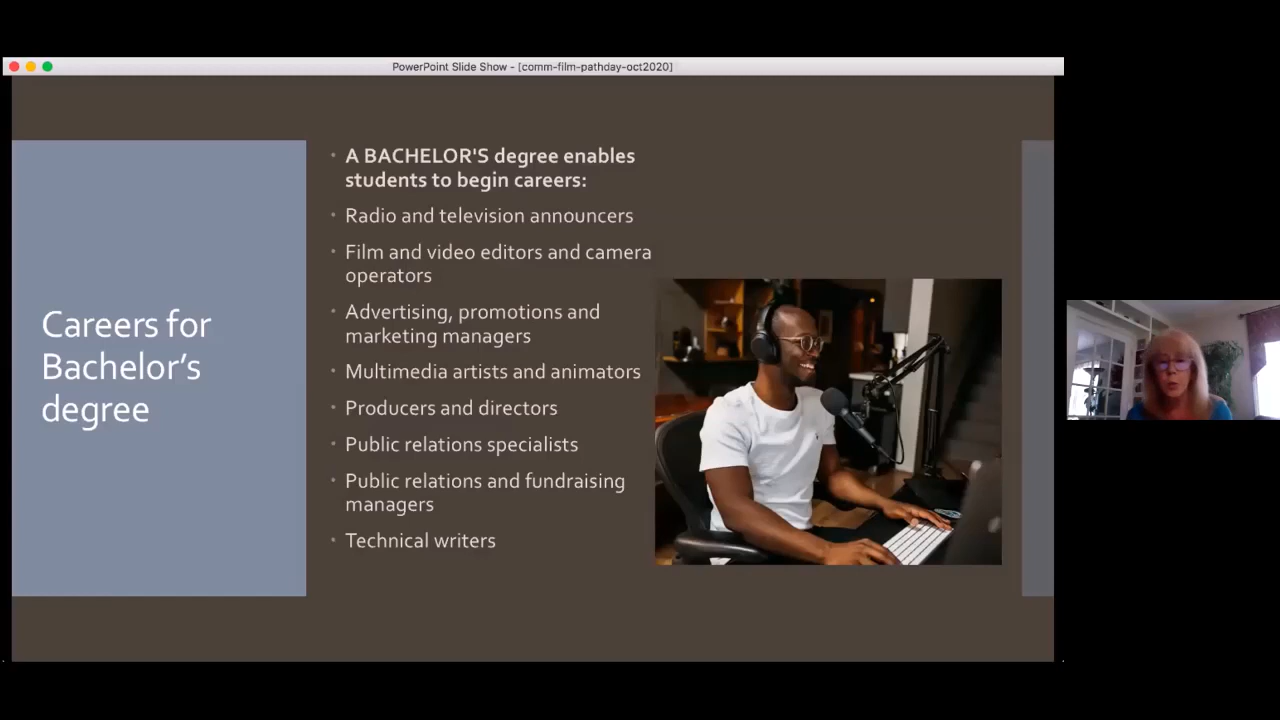 PowerPoint Slide Show - [comm-film-pathday-oct2020]
Careers for
Bachelor’s
degree
• A BACHELOR'S degree enables
students to begin careers:
• Radio and television announcers
• Film and video editors and camera
operators
• Advertising, promotions and
marketing managers
• Multimedia artists and animators
• Producers and directors
• Public relations specialists
• Public relations and fundraising
managers
• Technical writers